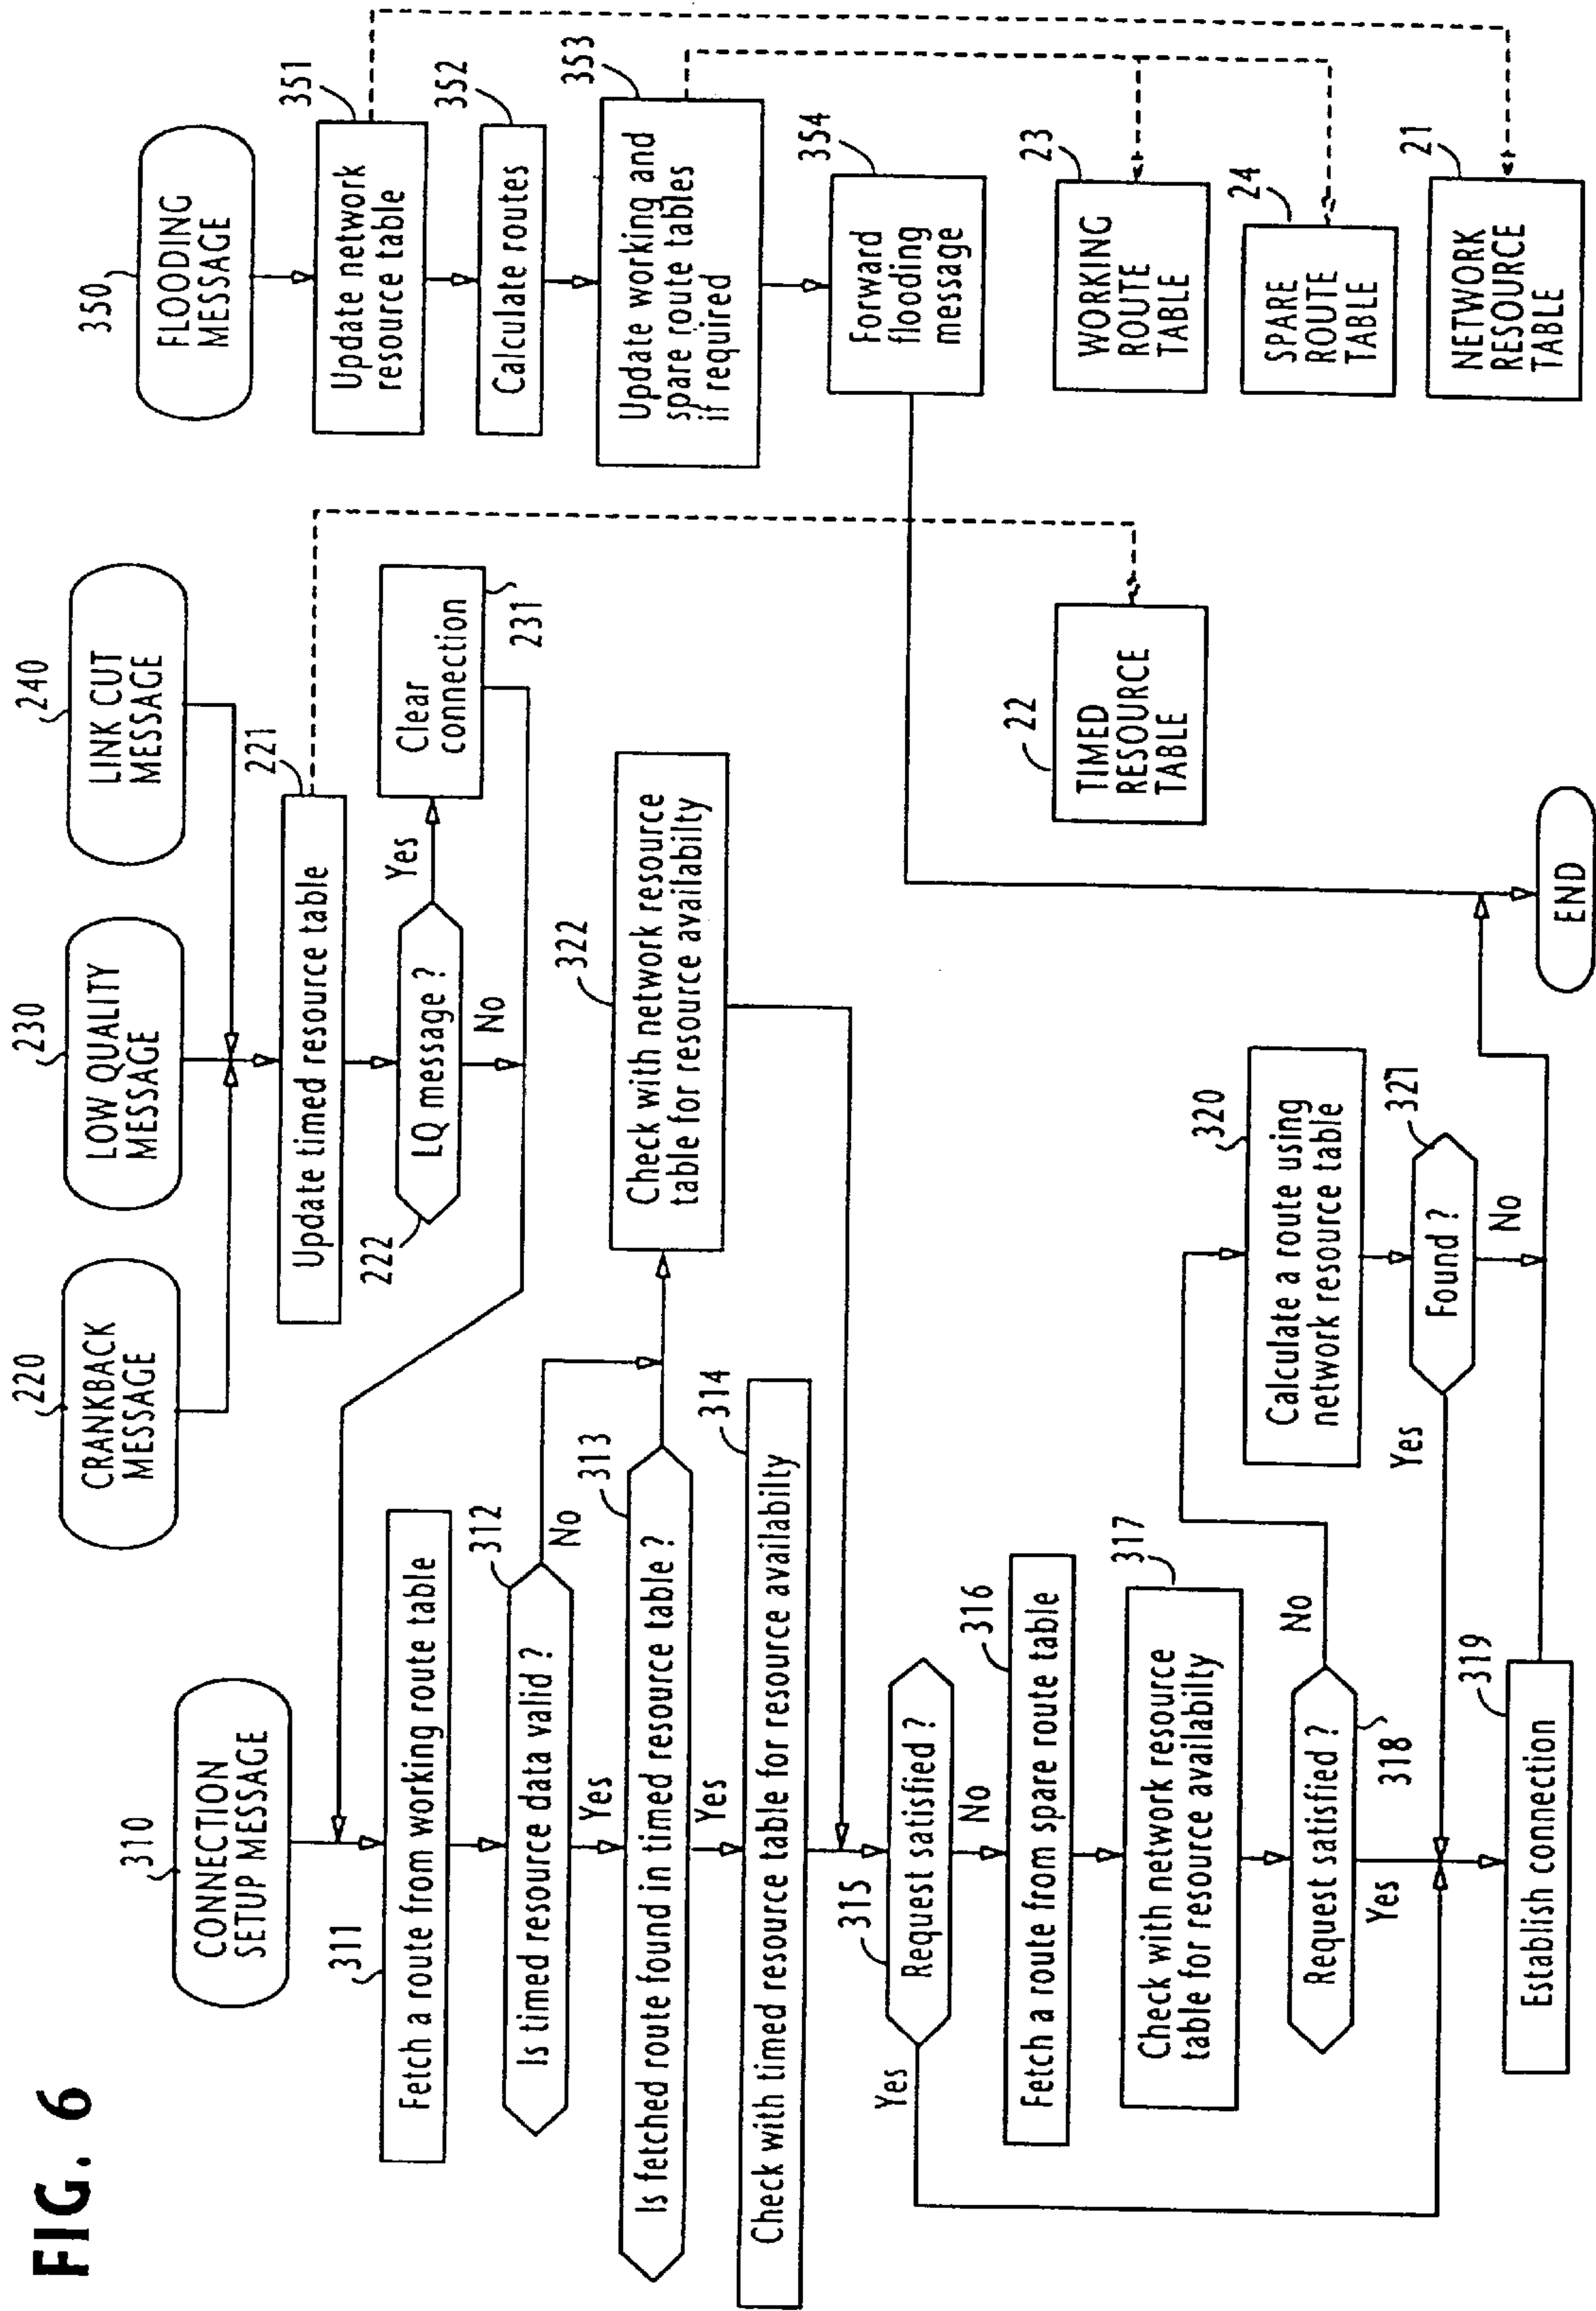 FIG. 6
220
CRANKBACK
MESSAGE
230
LOW QUALITY
MESSAGE
240
LINK CUT
MESSAGE
350
FLOODING
MESSAGE
310
CONNECTION
SETUP MESSAGE
221
Update timed resource table
351
Update network
resource table
222
LQ message ?
Yes
No
Clear
connection
231
352
Calculate routes
311
Fetch a route from working route table
353
Update working and
spare route tables
if required
312
Is timed resource data valid ?
No
Yes
313
Is fetched route found in timed resource table ?
Yes
322
Check with network resource
table for resource availabilty
354
Forward
flooding
message
314
Check with timed resource table for resource availabilty
315
Request satisfied ?
Yes
No
22
TIMED
RESOURCE
TABLE
23
WORKING
ROUTE
TABLE
316
Fetch a route from spare route table
24
SPARE
ROUTE
TABLE
317
Check with network resource
table for resource availabilty
320
Calculate a route using
network resource table
21
NETWORK
RESOURCE
TABLE
318
Request satisfied ?
No
Yes
321
Found ?
Yes
No
319
Establish connection
END